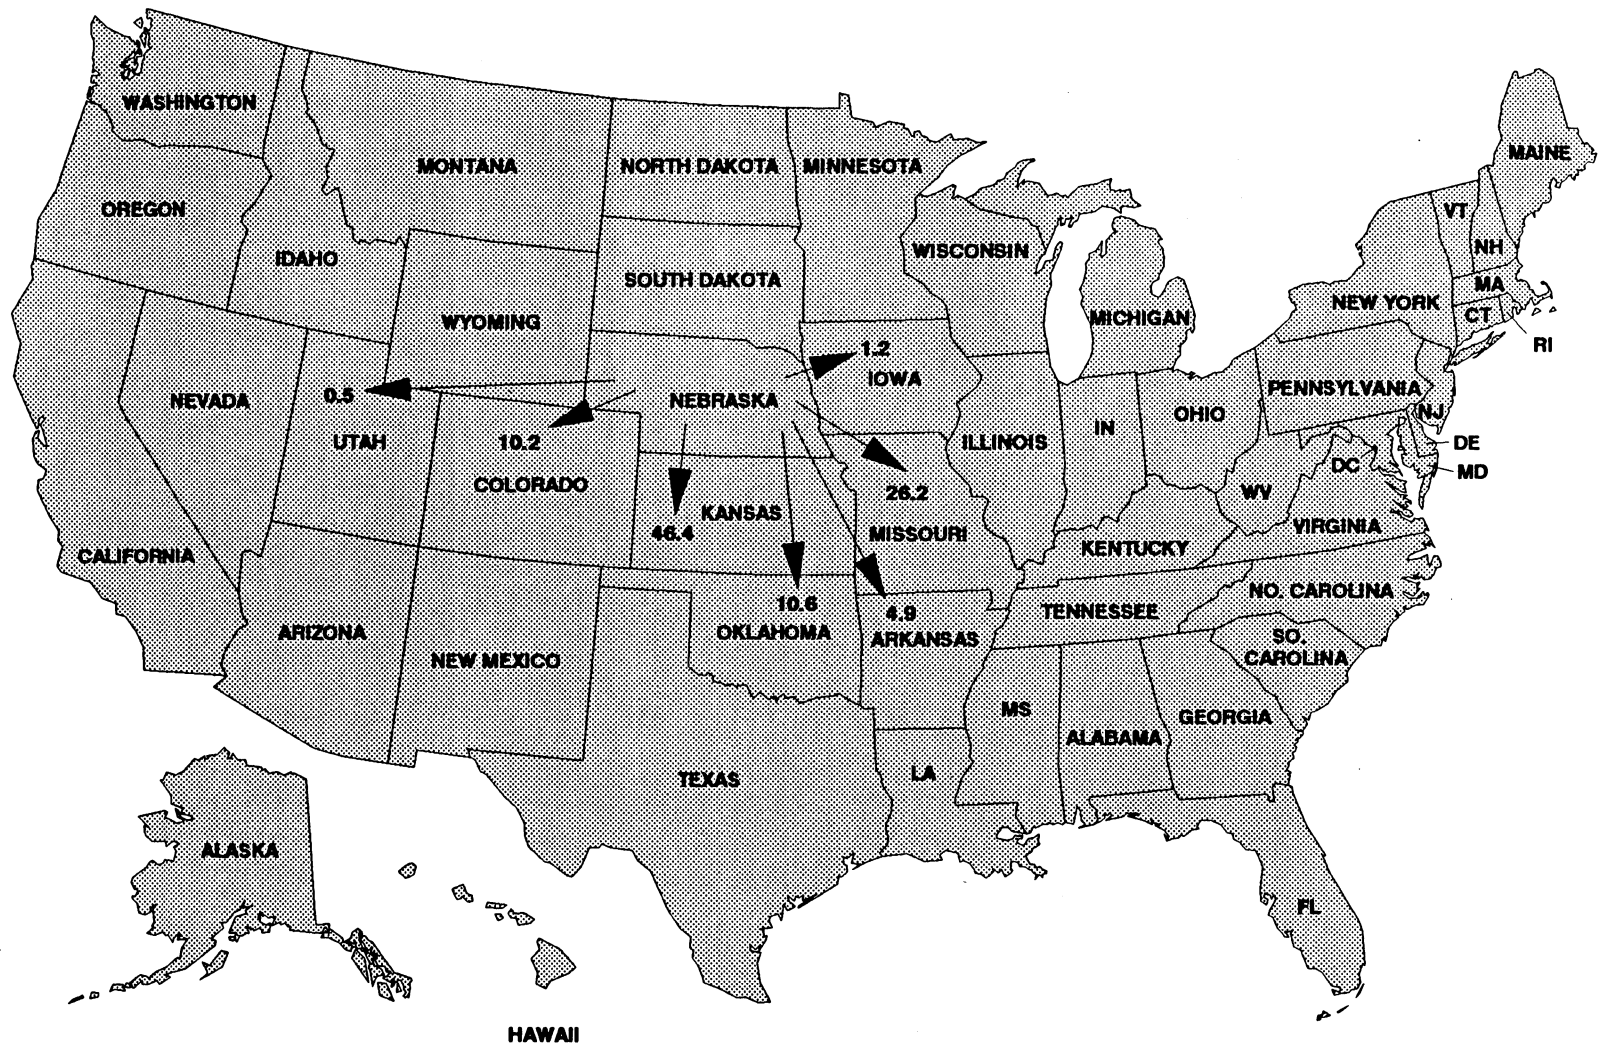 WASHINGTON
MONTANA
NORTH DAKOTA
MINNESOTA
MAINE
OREGON
VT
IDAHO
WISCONSIN
NH
SOUTH DAKOTA
MA
NEW YORK
WYOMING
MICHIGAN
CT
RI
1.2
IOWA
0.5
NEVADA
NEBRASKA
PENNSYLVANIA
OHIO
NJ
UTAH
10.2
ILLINOIS
IN
DE
DC
MD
COLORADO
26.2
WV
KANSAS
46.4
MISSOURI
VIRGINIA
CALIFORNIA
KENTUCKY
NO. CAROLINA
10.6
4.9
TENNESSEE
ARIZONA
OKLAHOMA
ARKANSAS
SO.
CAROLINA
NEW MEXICO
MS
GEORGIA
ALABAMA
TEXAS
LA
ALASKA
FL
HAWAII